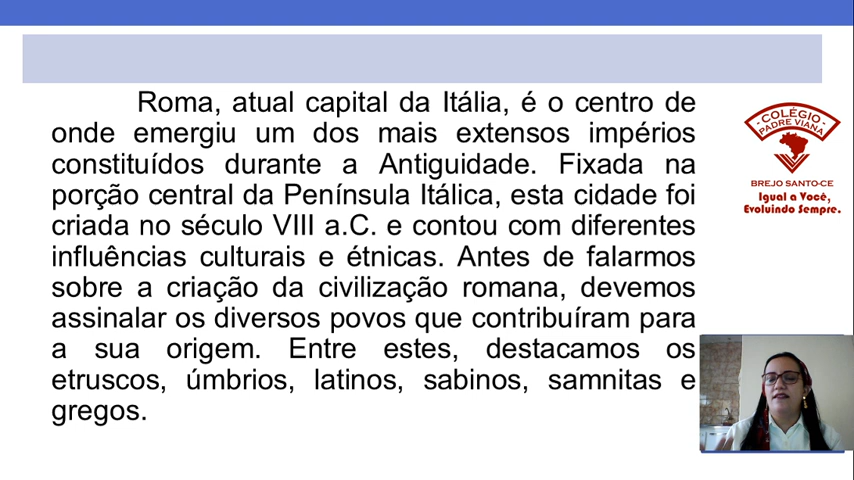 Roma, atual capital da Itália, é o centro de
onde emergiu um dos mais extensos impérios
constituídos durante a Antiguidade. Fixada na
porção central da Península Itálica, esta cidade foi
criada no século VIII a.C. e contou com diferentes
influências culturais e étnicas. Antes de falarmos
sobre a criação da civilização romana, devemos
assinalar os diversos povos que contribuíram para
a sua origem. Entre estes, destacamos os
etruscos, úmbrios, latinos, sabinos, samnitas e
gregos.
- COLÉGIO -
PADRE VIANA
BREJO SANTO-CE
Igual a Você,
Evoluindo Sempre.